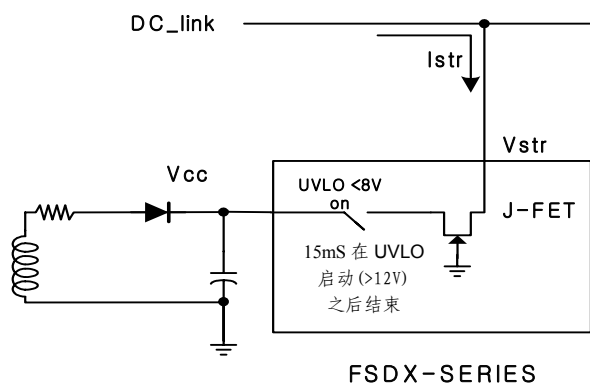 DC_link
Istr
Vstr
Vcc
UVLO <8V
on
J-FET
15mS 在 UVLO
启动 (>12V)
之后结束
FSDX-SERIES